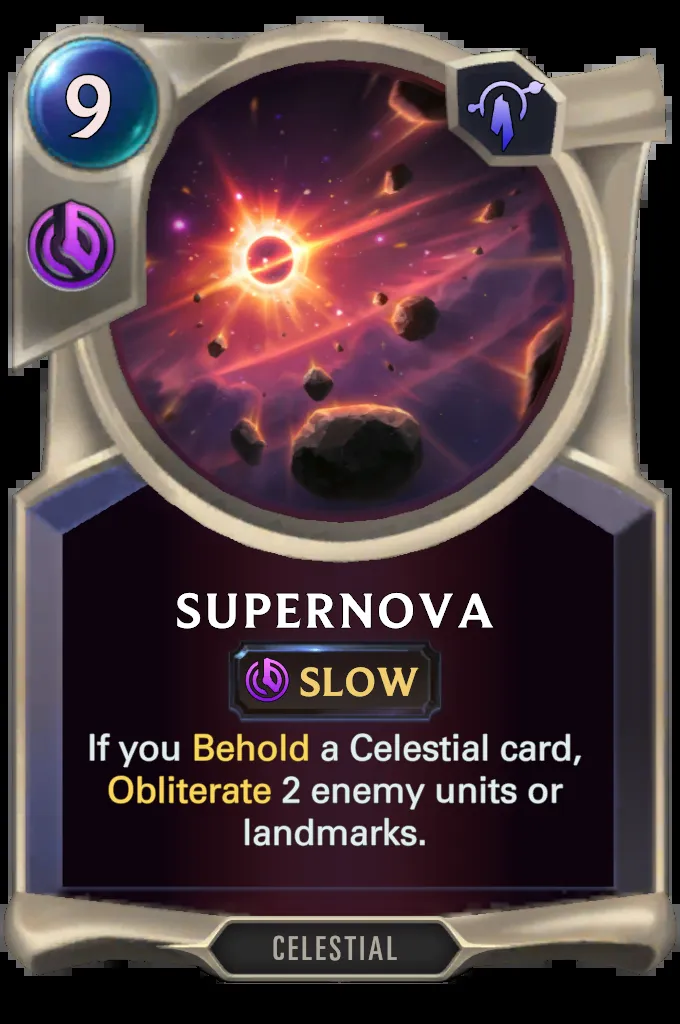 9
SUPERNOVA
SLOW
If you Behold a Celestial card,
Obliterate 2 enemy units or
landmarks.
CELESTIAL